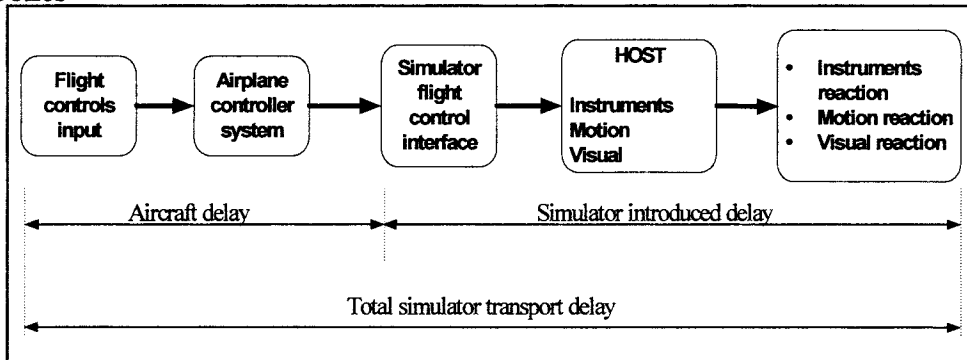 Flight
controls
input
Airplane
controller
system
Simulator
flight
control
interface
HOST
Instruments
Motion
Visual
• Instruments
reaction
• Motion reaction
• Visual reaction
Aircraft delay
Simulator introduced delay
Total simulator transport delay